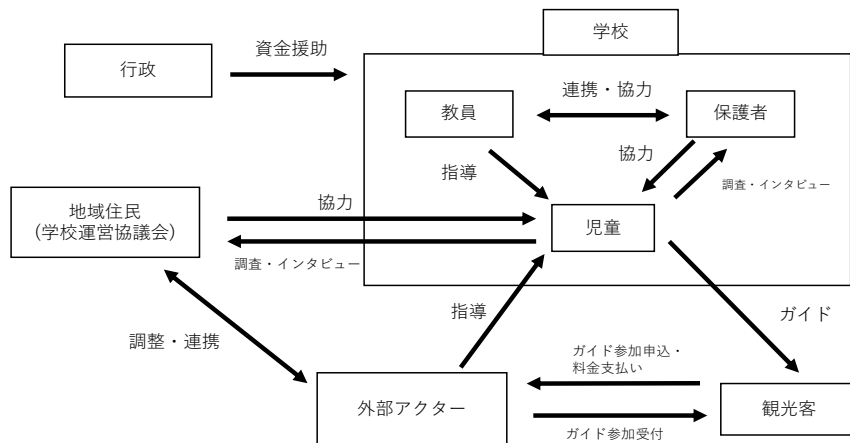 学校
行政
資金援助
教員
連携・協力
保護者
指導
協力
調査・インタビュー
地域住民
(学校運営協議会)
協力
児童
調査・インタビュー
指導
ガイド
調整・連携
ガイド参加申込・
料金支払い
外部アクター
観光客
ガイド参加受付